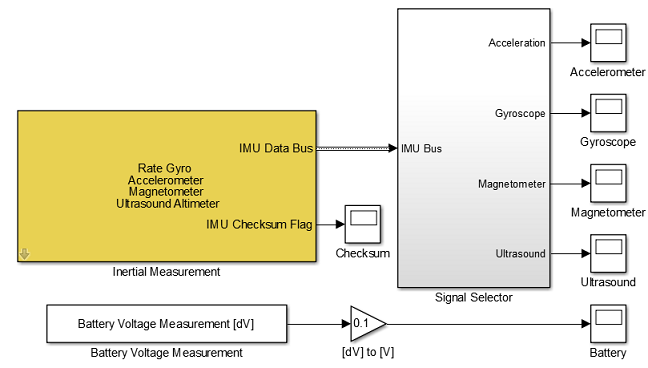 Acceleration
Accelerometer
Gyroscope
Gyroscope
IMU Data Bus
IMU Bus
Rate Gyro
Accelerometer
Magnetometer
Ultrasound Altimeter
Magnetometer
Magnetometer
IMU Checksum Flag
Checksum
Ultrasound
Ultrasound
Inertial Measurement
Signal Selector
Battery Voltage Measurement [dV]
0.1
Battery Voltage Measurement
[dV] to [V]
Battery